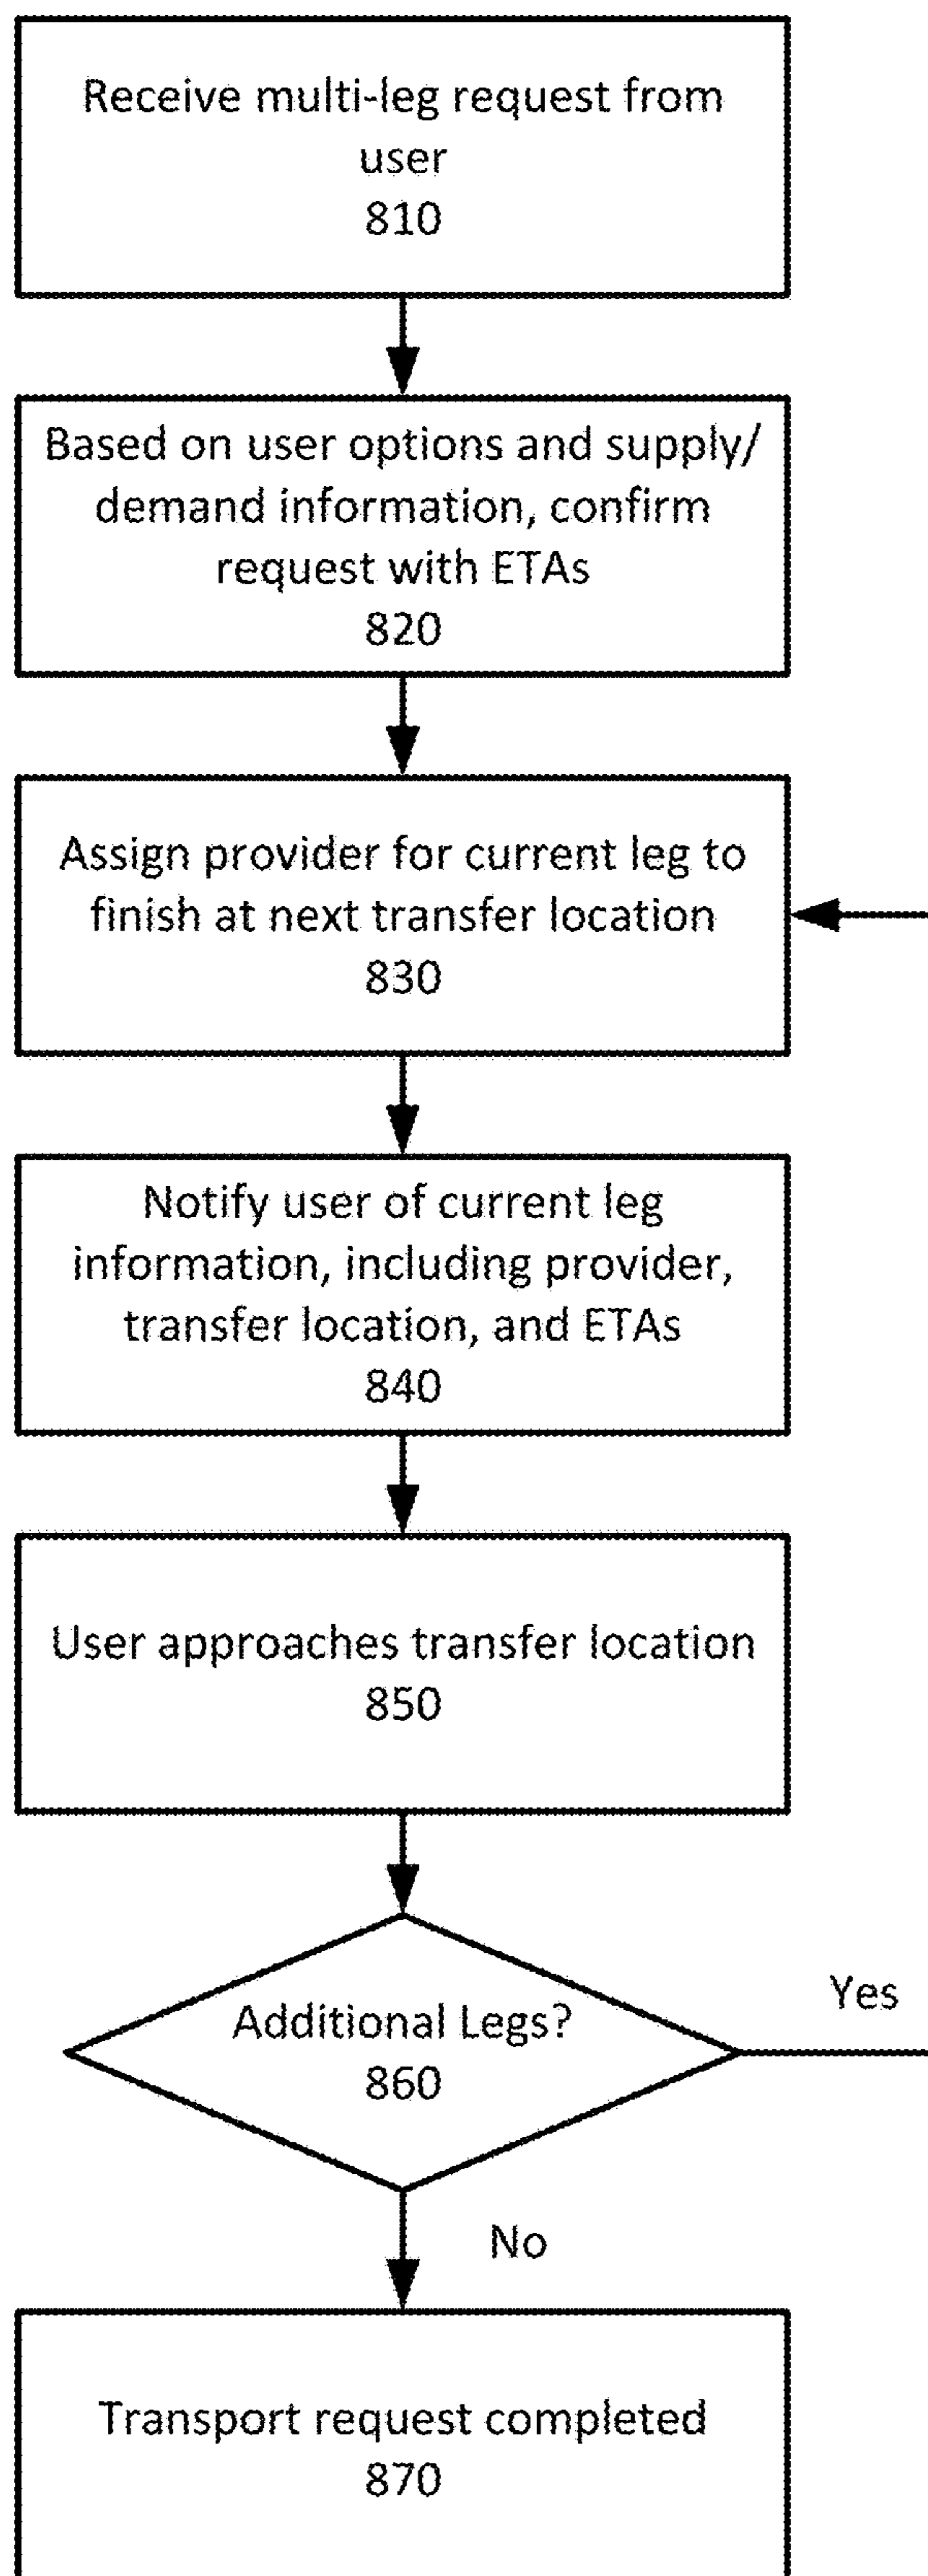 Receive multi-leg request from
user
810
Based on user options and supply/
demand information, confirm
request with ETAs
820
Assign provider for current leg to
finish at next transfer location
830
Notify user of current leg
information, including provider,
transfer location, and ETAs
840
User approaches transfer location
850
Additional Legs?
860
Yes
No
Transport request completed
870